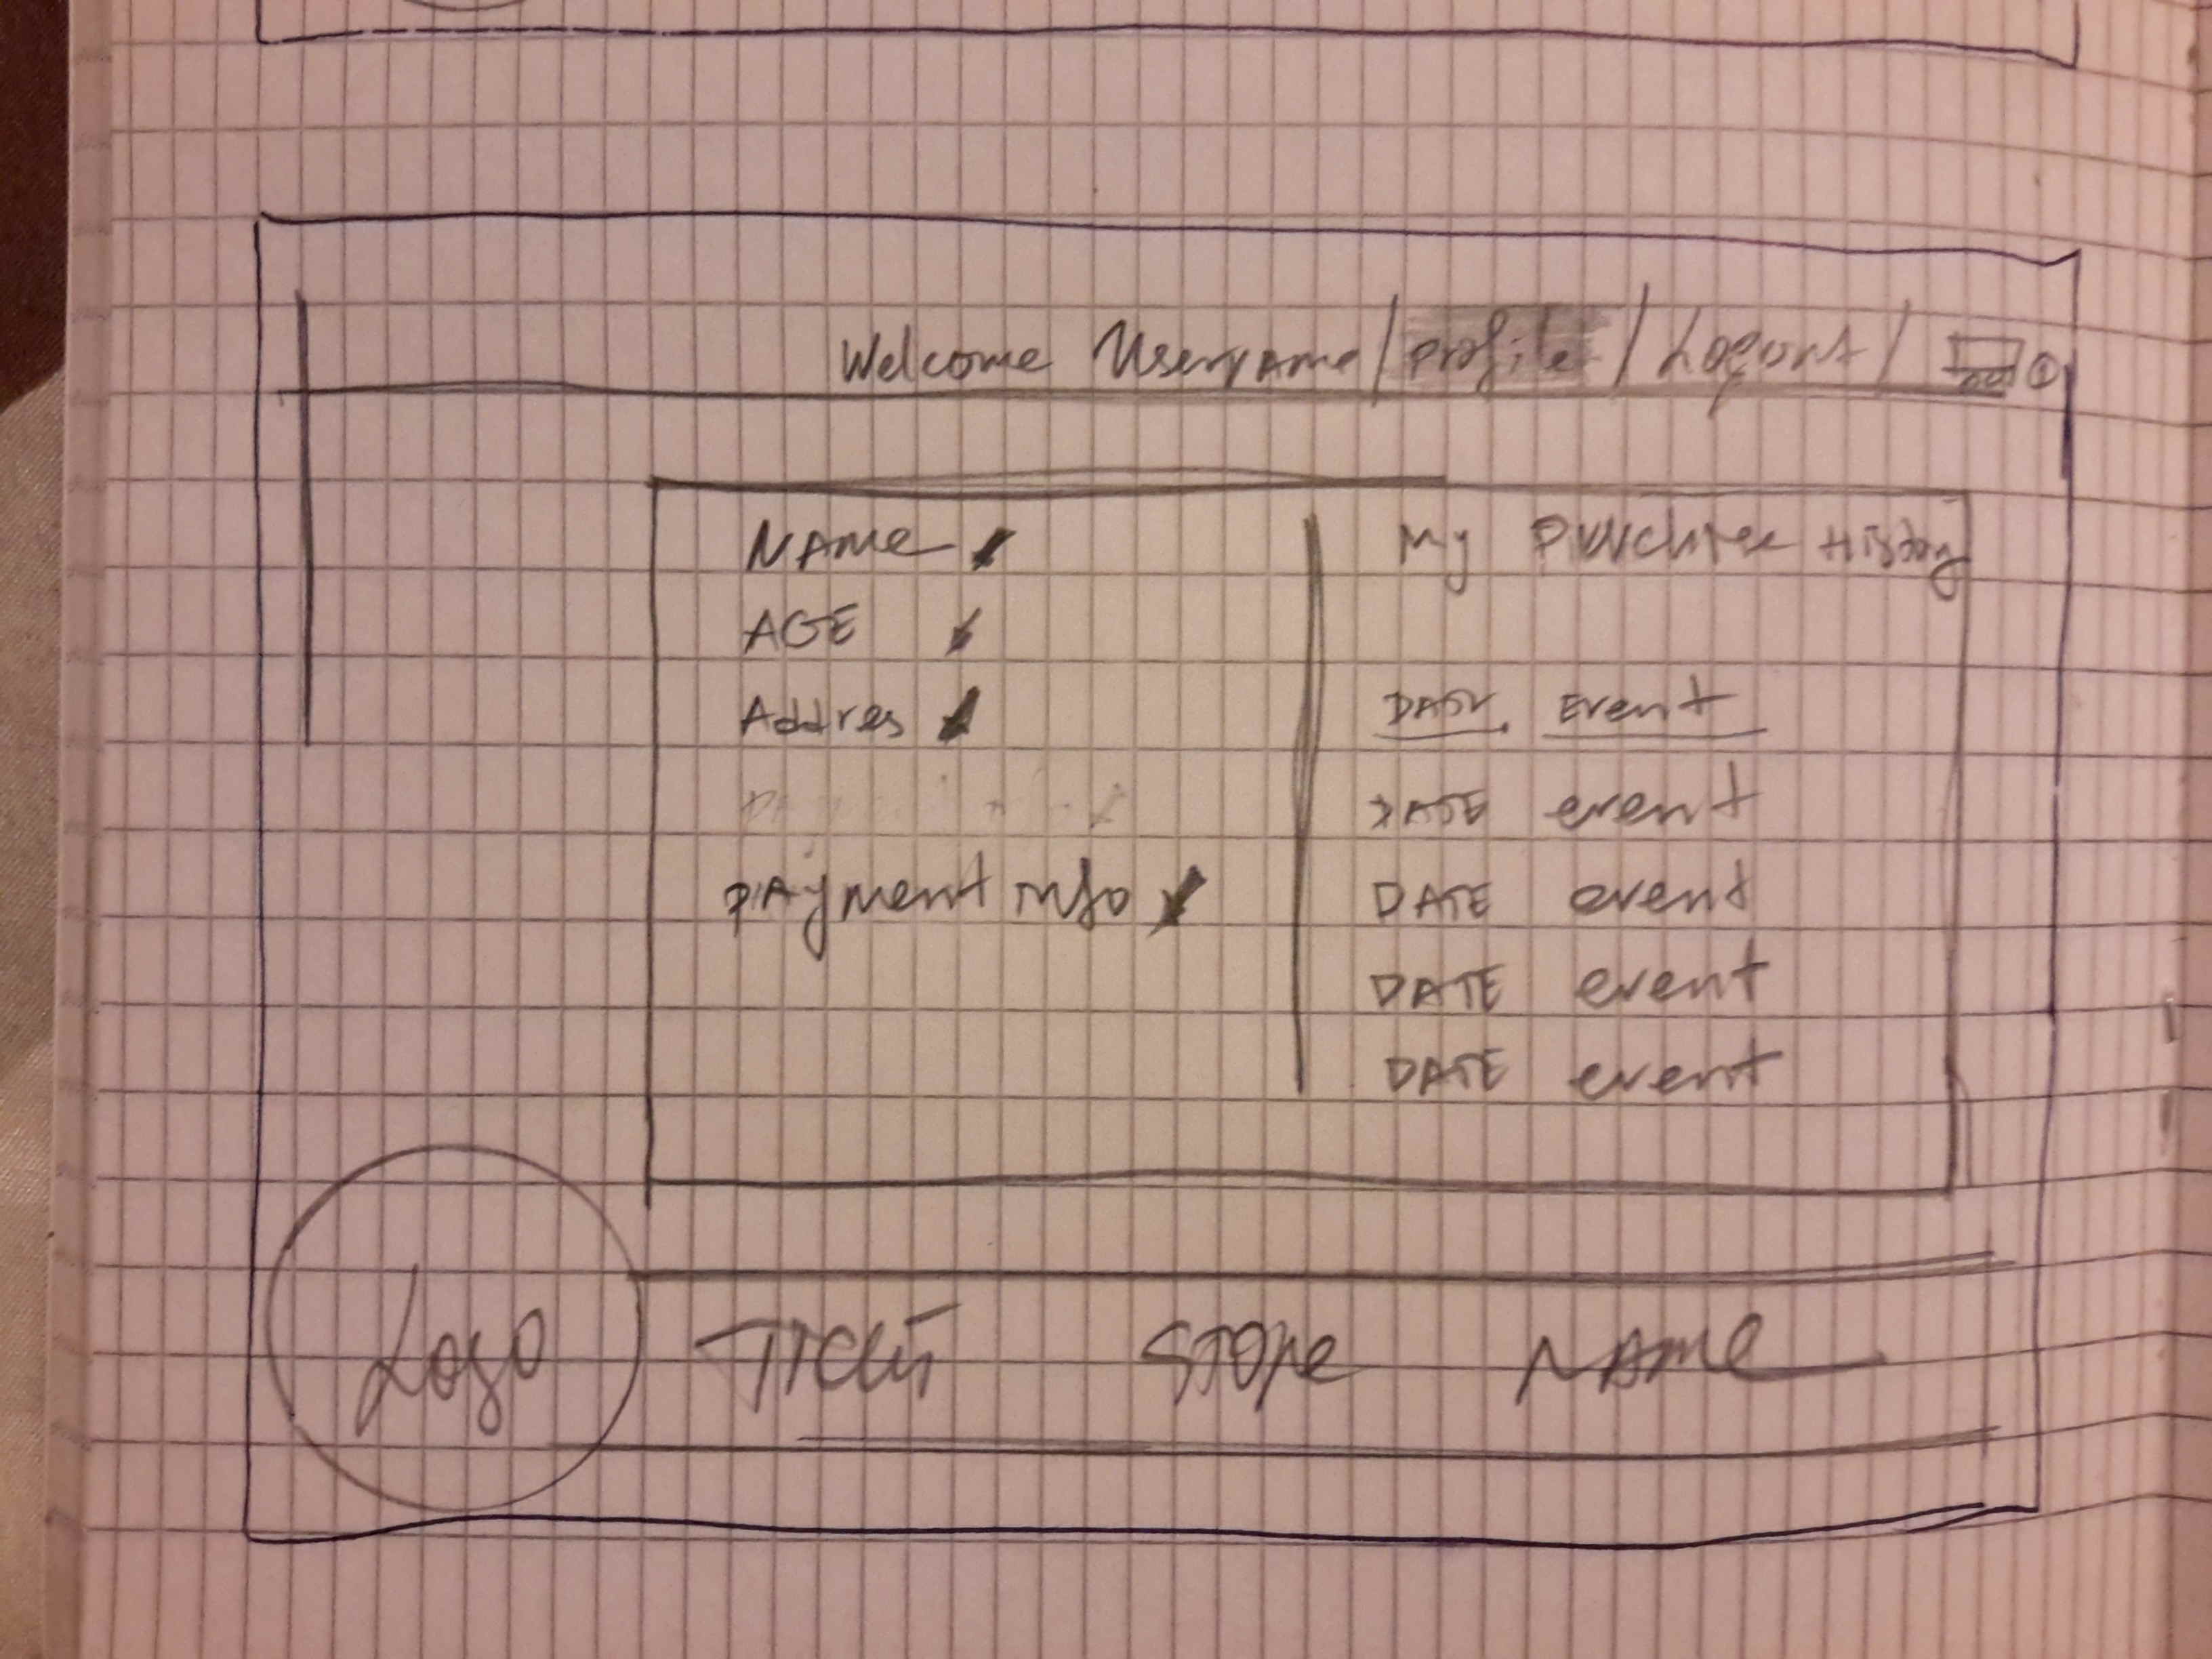 Welcome Username / Profile / Logout / 1
NAME
AGE
Addres
payment info
My Purchase History
DATE Event
DATE event
DATE event
DATE event
DATE event
Logo
TICKET STORE NAME